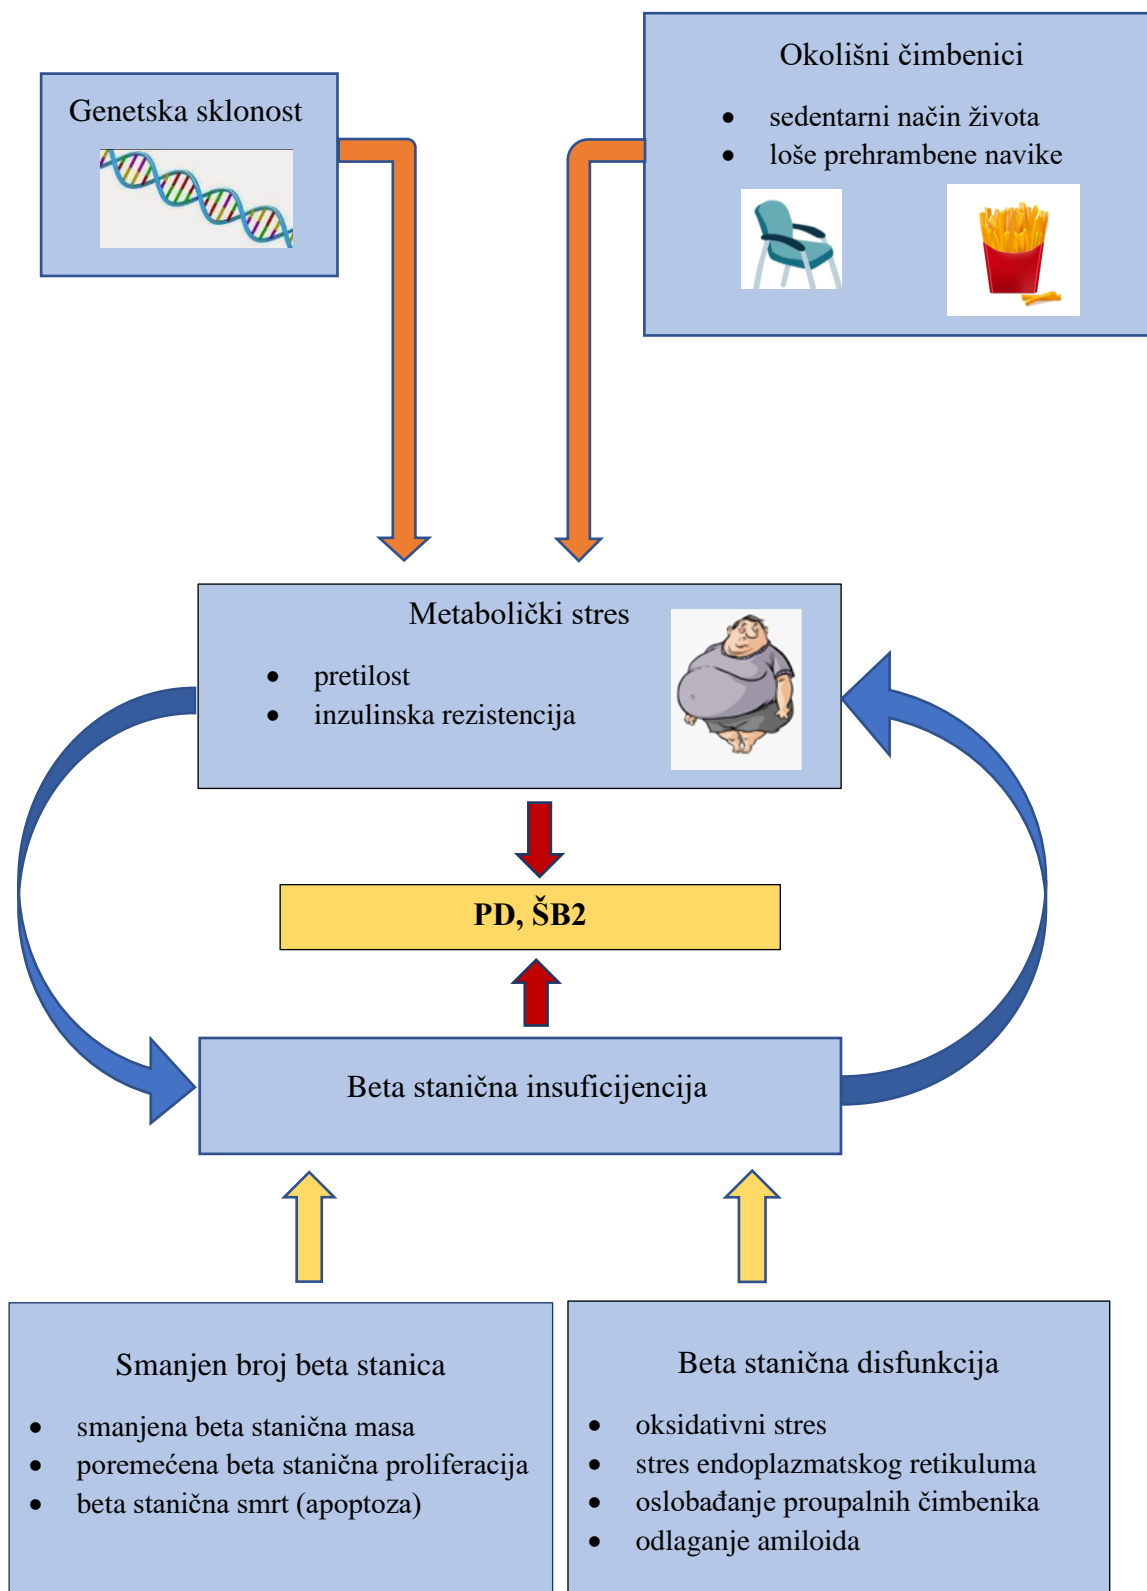 Genetska sklonost
Okolišni čimbenici
• sedentarni način života
• loše prehrambene navike
Metabolički stres
• pretilost
• inzulinska rezistencija
PD, ŠB2
Beta stanična insuficijencija
Smanjen broj beta stanica
• smanjena beta stanična masa
• poremećena beta stanična proliferacija
• beta stanična smrt (apoptoza)
Beta stanična disfunkcija
• oksidativni stres
• stres endoplazmatskog retikuluma
• oslobađanje proupalnih čimbenika
• odlaganje amiloida